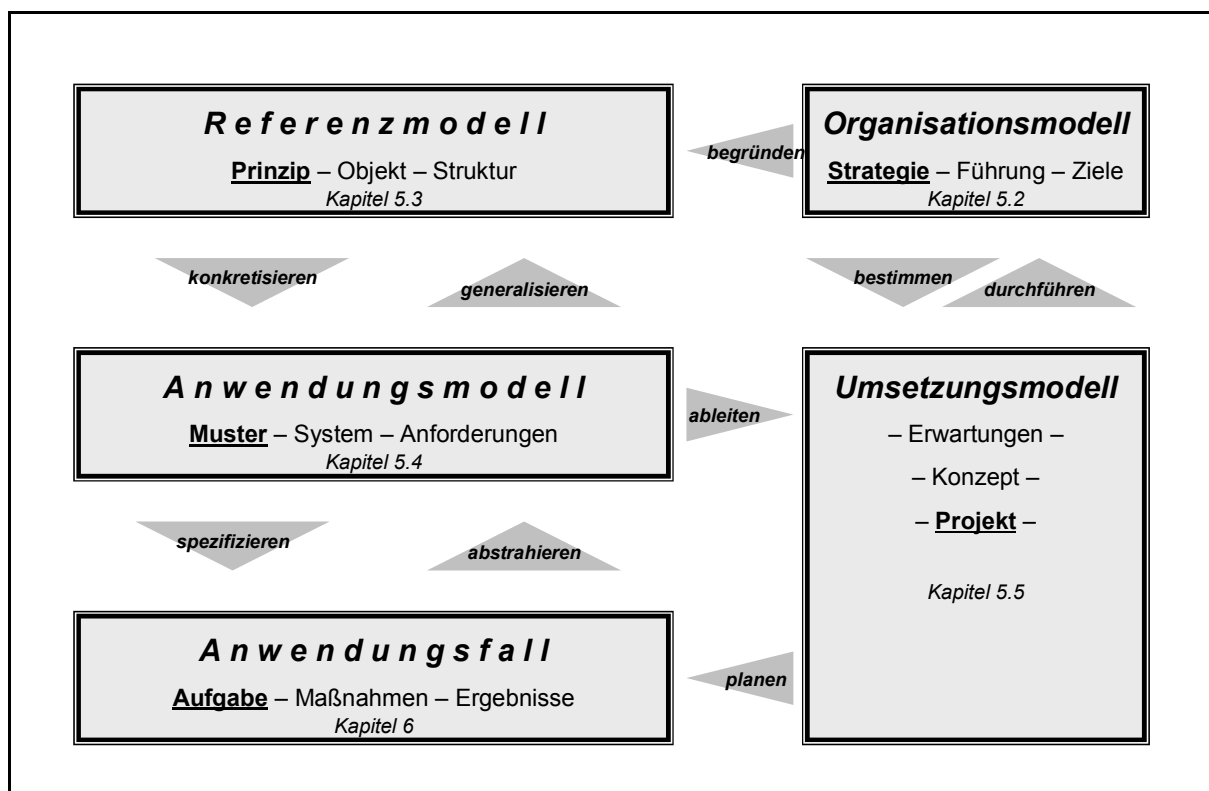 Referenzmodell
Prinzip – Objekt – Struktur
Kapitel 5.3
begründen
Organisationsmodell
Strategie – Führung – Ziele
Kapitel 5.2
konkretisieren
generalisieren
bestimmen
durchführen
Anwendungsmodell
Muster – System – Anforderungen
Kapitel 5.4
ableiten
Umsetzungsmodell
– Erwartungen –
– Konzept –
– Projekt –
Kapitel 5.5
spezifizieren
abstrahieren
Anwendungsfall
Aufgabe – Maßnahmen – Ergebnisse
Kapitel 6
planen